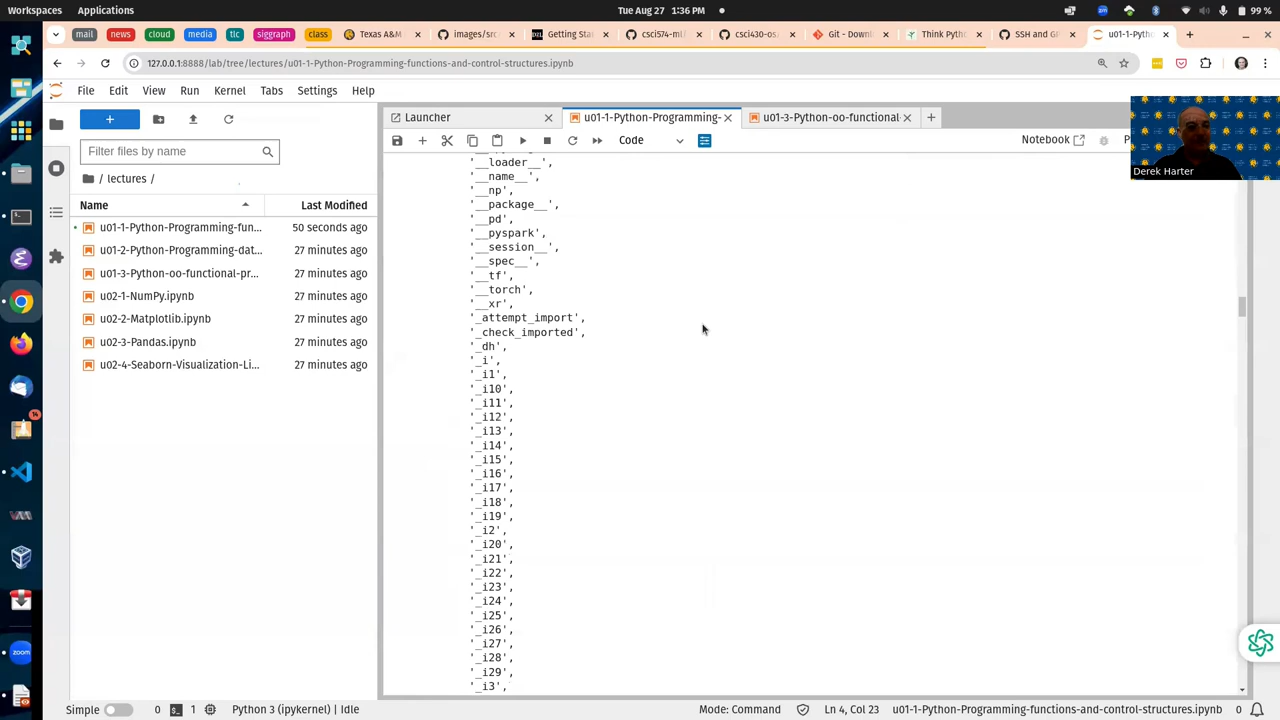 Workspaces Applications Tue Aug 27 1:36 PM 99 %
mail news cloud media tlc siggraph class Texas A&M images/src csci574-ml/ csci430-os Git - Downl Think Pyth SSH and G u01-1-Pyth
127.0.0.1:8888/lab/tree/lectures/u01-1-Python-Programming-functions-and-control-structures.ipynb
File Edit View Run Kernel Tabs Settings Help
Launcher u01-1-Python-Programming- u01-3-Python-oo-functional-
Code Notebook
Filter files by name
/ lectures /
Name Last Modified
u01-1-Python-Programming-fun... 50 seconds ago
u01-2-Python-Programming-dat... 27 minutes ago
u01-3-Python-oo-functional-pr... 27 minutes ago
u02-1-NumPy.ipynb 27 minutes ago
u02-2-Matplotlib.ipynb 27 minutes ago
u02-3-Pandas.ipynb 27 minutes ago
u02-4-Seaborn-Visualization-Li... 27 minutes ago
'__loader__',
'__name__',
'__np',
'__package__',
'__pd',
'__pyspark',
'__session__',
'__spec__',
'__tf',
'__torch',
'__xr',
'_attempt_import',
'_check_imported',
'_dh',
'_i',
'_i1',
'_i10',
'_i11',
'_i12',
'_i13',
'_i14',
'_i15',
'_i16',
'_i17',
'_i18',
'_i19',
'_i2',
'_i20',
'_i21',
'_i22',
'_i23',
'_i24',
'_i25',
'_i26',
'_i27',
'_i28',
'_i29',
'_i3',
Derek Harter
14
zoom
Simple 0 1 Python 3 (ipykernel) | Idle Mode: Command Ln 4, Col 23 u01-1-Python-Programming-functions-and-control-structures.ipynb 0